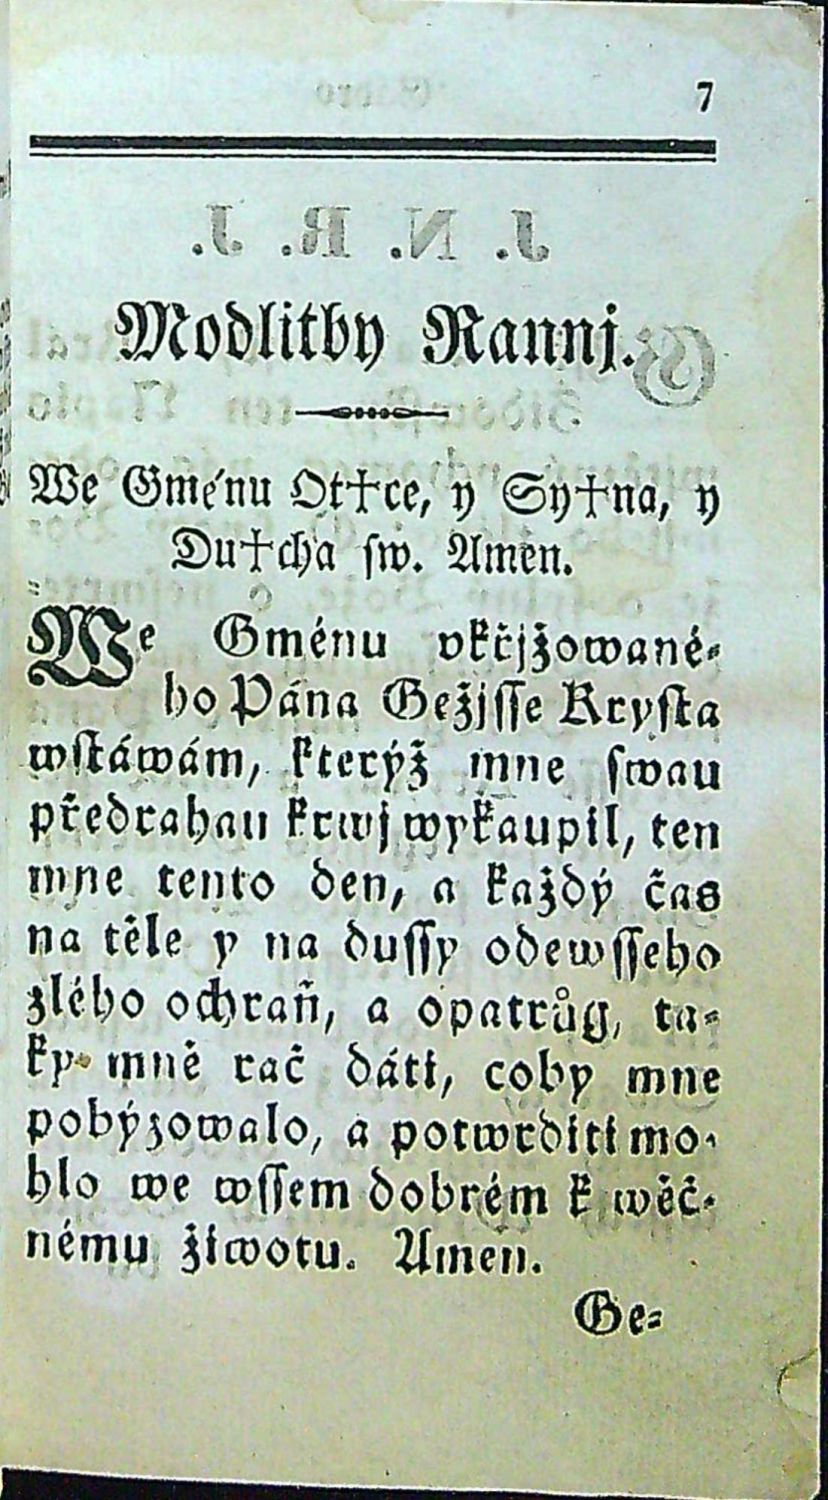 7
Modlitby Rannj.
We Gménu Ot†ce, y Sy†na, y
Du†cha sw. Amen.
We Gménu vkřjžowané-
ho Pána Gežjsse Krysta
wstáwám, kterýž mne swau
předrahau krwj wykaupil, ten
mne tento den, a každý čas
na těle y na dussy odewsseho
zlého ochraň, a opatrůg, ta-
ky mně rač dáti, coby mne
pobýzowalo, a potwrditi mo-
hlo we wssem dobrém k wěč-
nému žiwotu. Amen.
Ge-